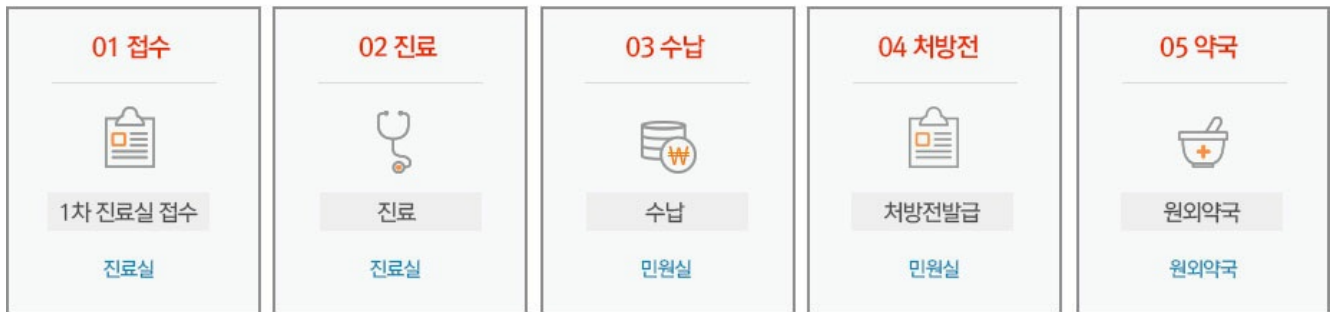 01 접수
1차 진료실 접수
진료실
02 진료
진료
진료실
03 수납
₩
수납
민원실
04 처방전
처방전발급
민원실
05 약국
원외약국
원외약국